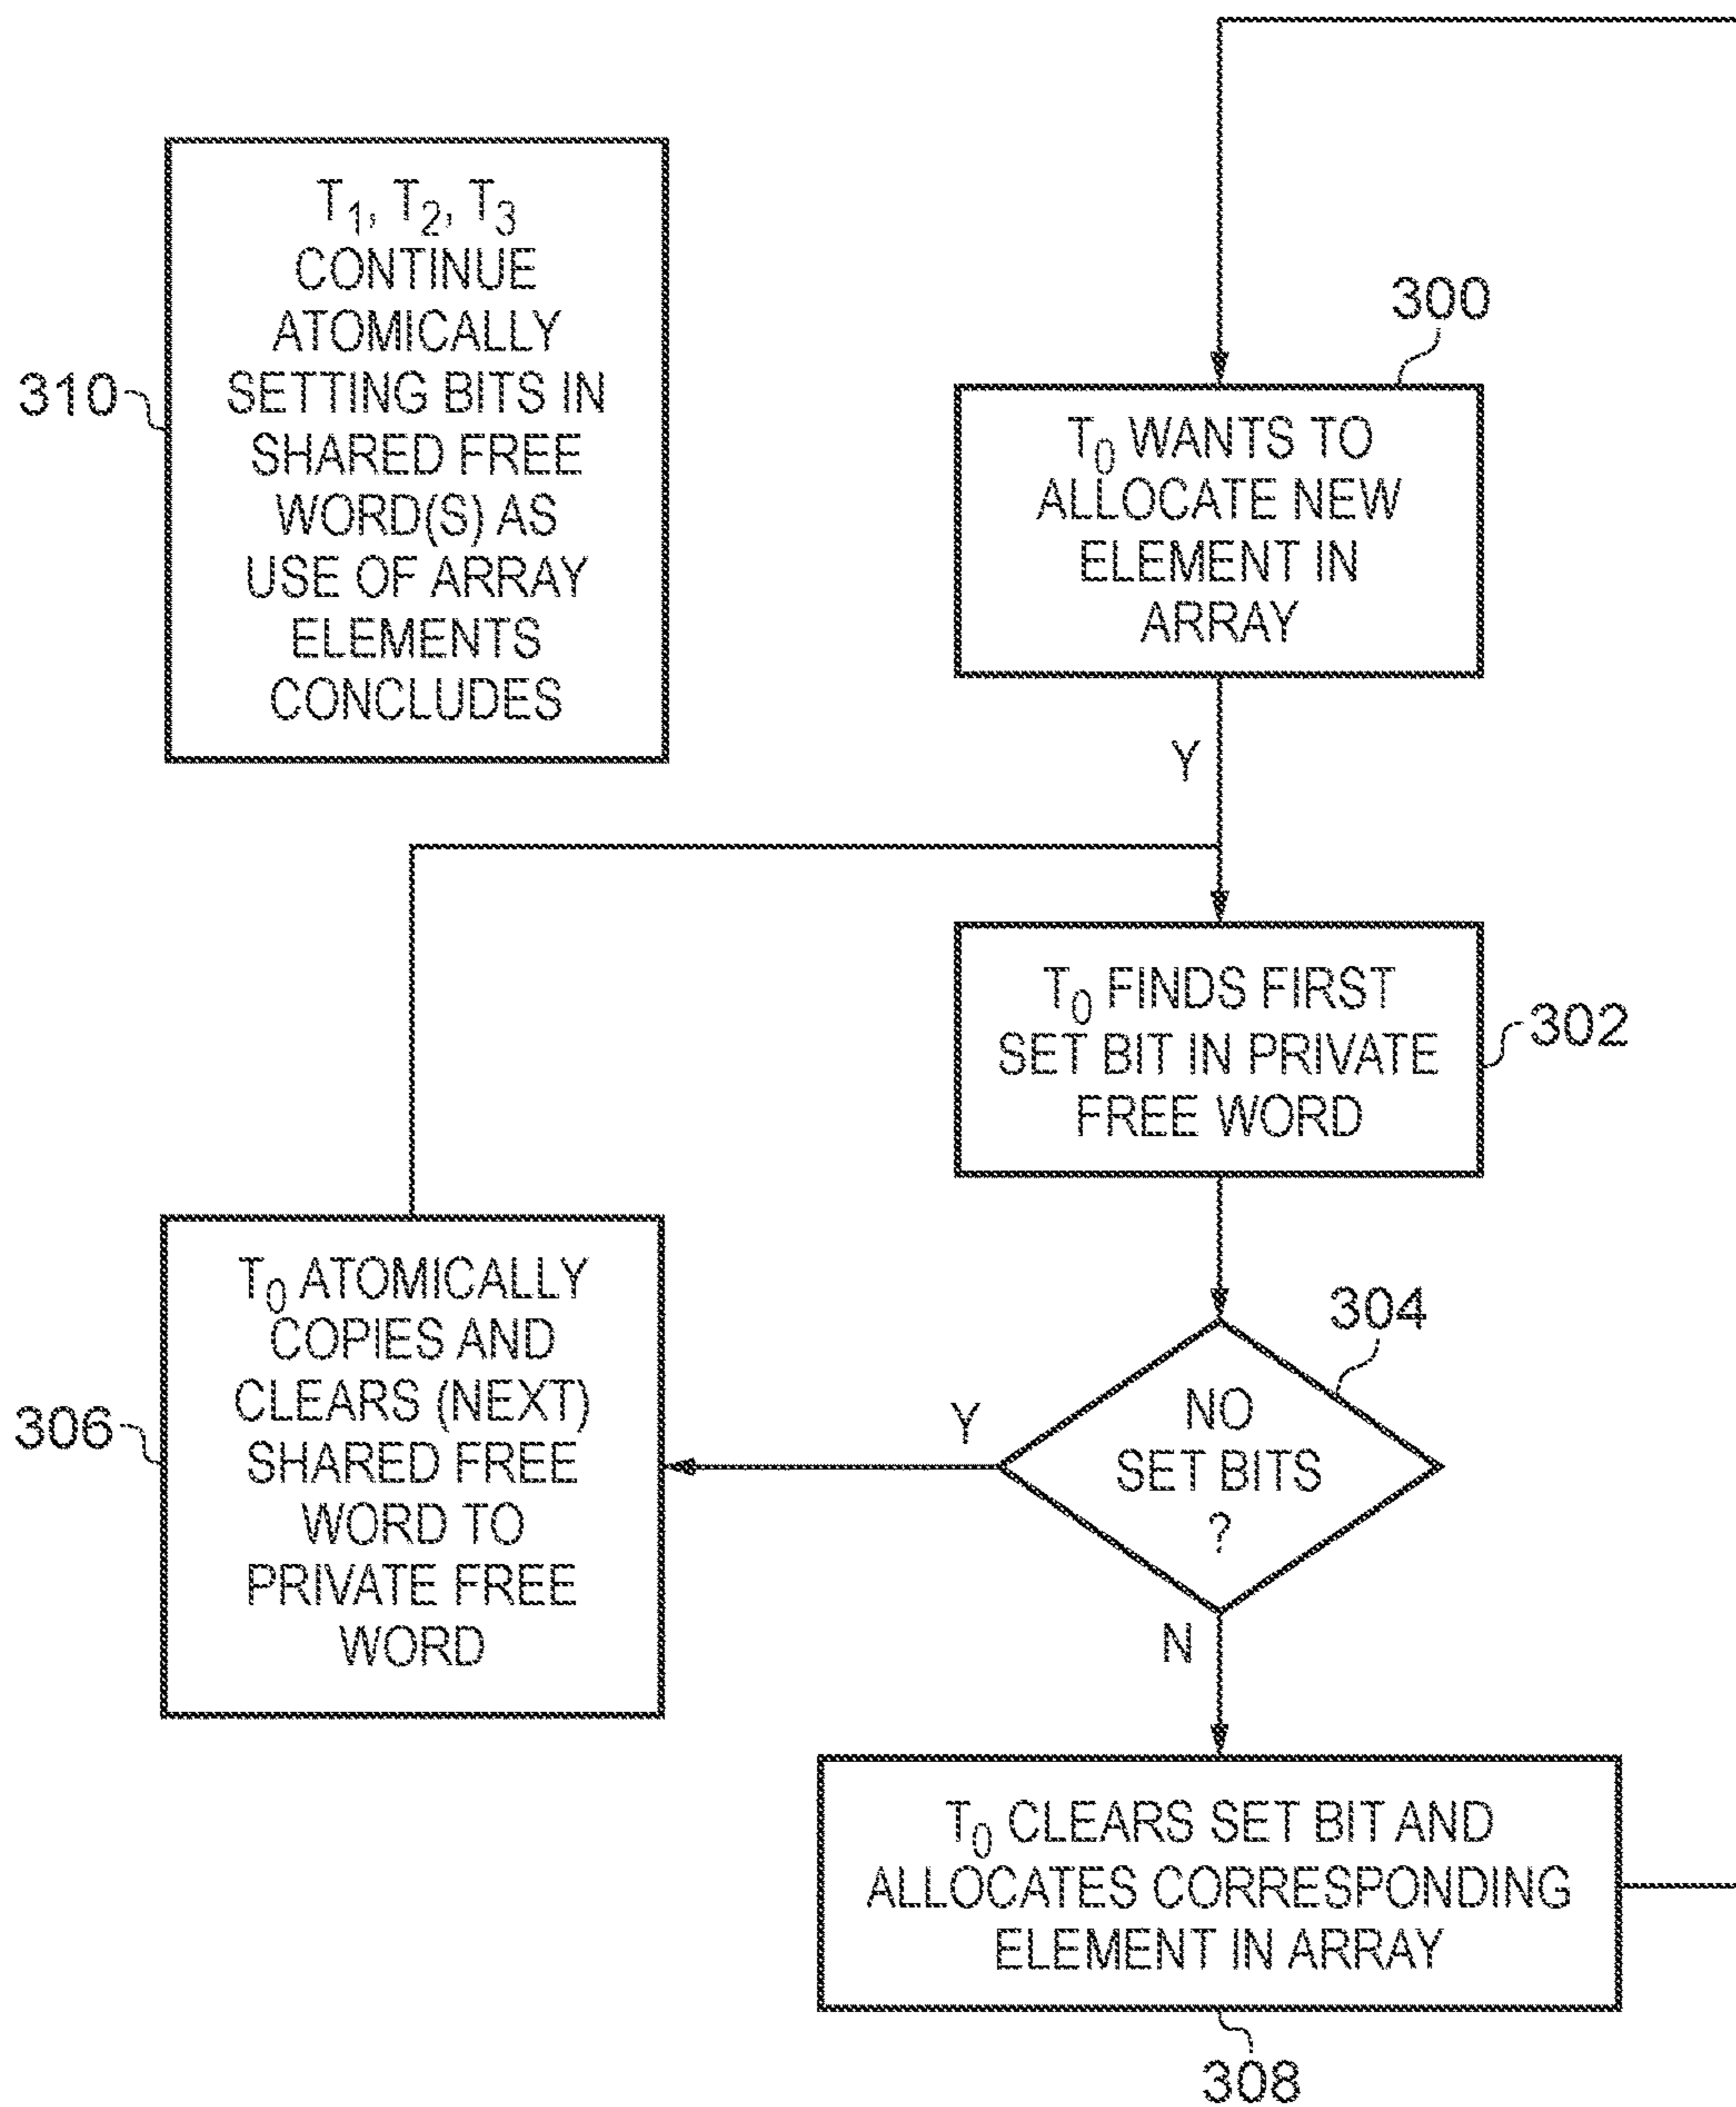 T1, T2, T3
CONTINUE
ATOMICALLY
SETTING BITS IN
SHARED FREE
WORD(S) AS
USE OF ARRAY
ELEMENTS
CONCLUDES
310
300
T0 WANTS TO
ALLOCATE NEW
ELEMENT IN
ARRAY
Y
T0 FINDS FIRST
SET BIT IN PRIVATE
FREE WORD
302
304
NO
SET BITS
?
Y
N
T0 ATOMICALLY
COPIES AND
CLEARS (NEXT)
SHARED FREE
WORD TO
PRIVATE FREE
WORD
306
T0 CLEARS SET BIT AND
ALLOCATES CORRESPONDING
ELEMENT IN ARRAY
308